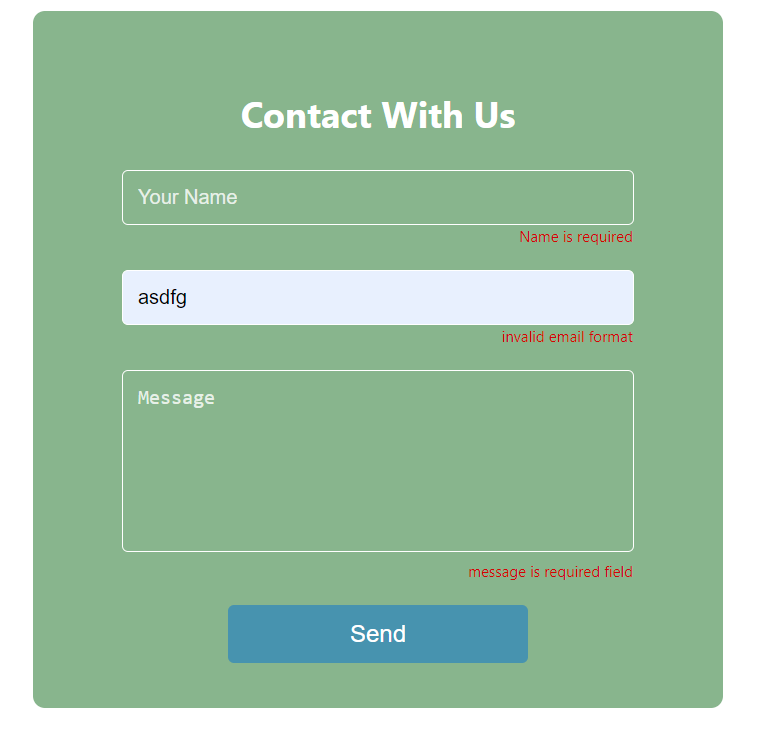 Contact With Us
Your Name
Name is required
asdfg
invalid email format
Message
message is required field
Send